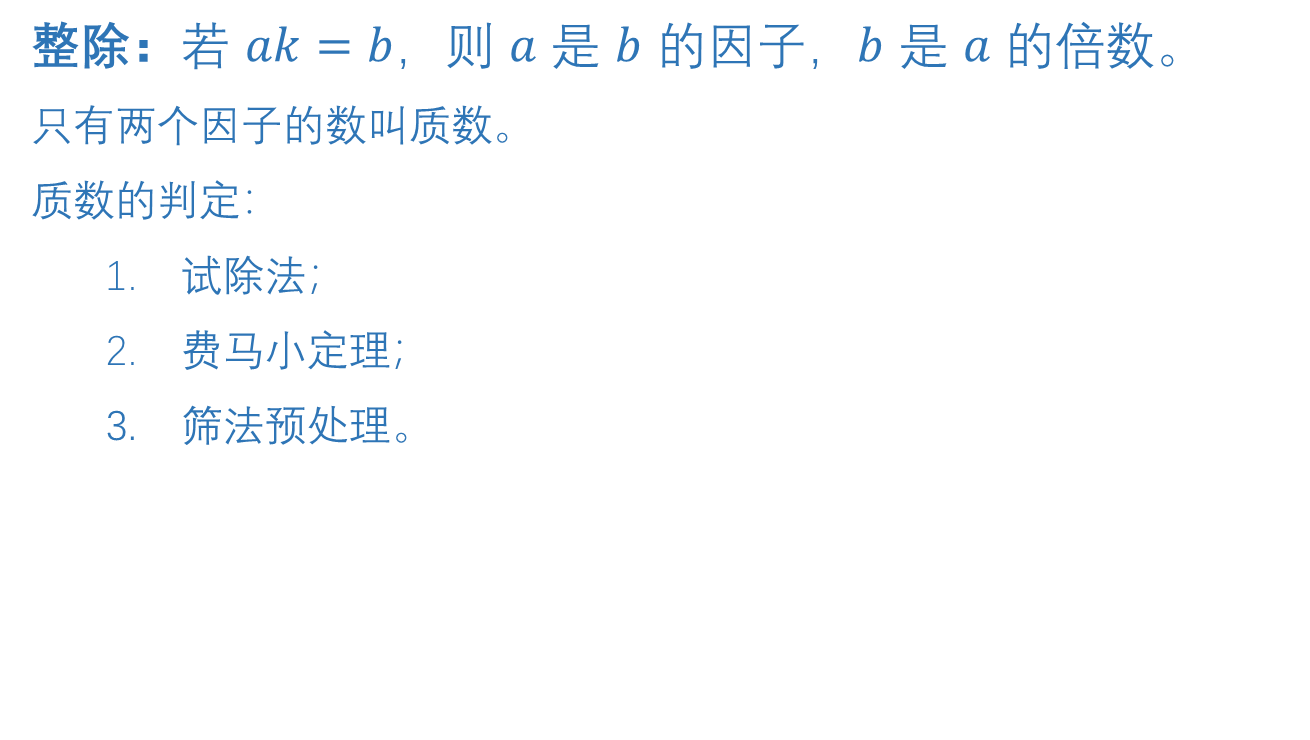 整除：若 ak = b，则 a 是 b 的因子，b 是 a 的倍数。
只有两个因子的数叫质数。
质数的判定：
1. 试除法；
2. 费马小定理；
3. 筛法预处理。